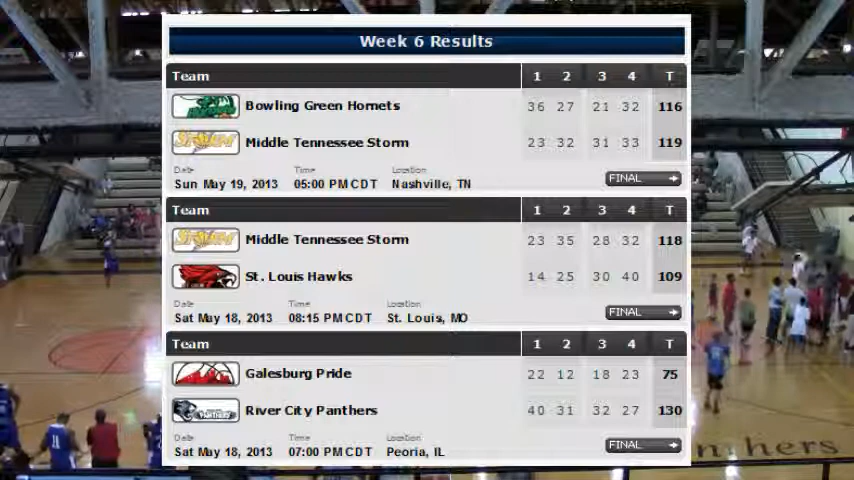 Week 6 Results
Team 1 2 3 4 T
Bowling Green Hornets 36 27 21 32 116
STORM Middle Tennessee Storm 23 32 31 33 119
Date Time Location
Sun May 19, 2013 05:00 PM CDT Nashville, TN FINAL
Team 1 2 3 4 T
STORM Middle Tennessee Storm 23 35 28 32 118
St. Louis Hawks 14 25 30 40 109
Date Time Location
Sat May 18, 2013 08:15 PM CDT St. Louis, MO FINAL
Team 1 2 3 4 T
Galesburg Pride 22 12 18 23 75
PANTHERS River City Panthers 40 31 32 27 130
Date Time Location
Sat May 18, 2013 07:00 PM CDT Peoria, IL FINAL
11
nthers